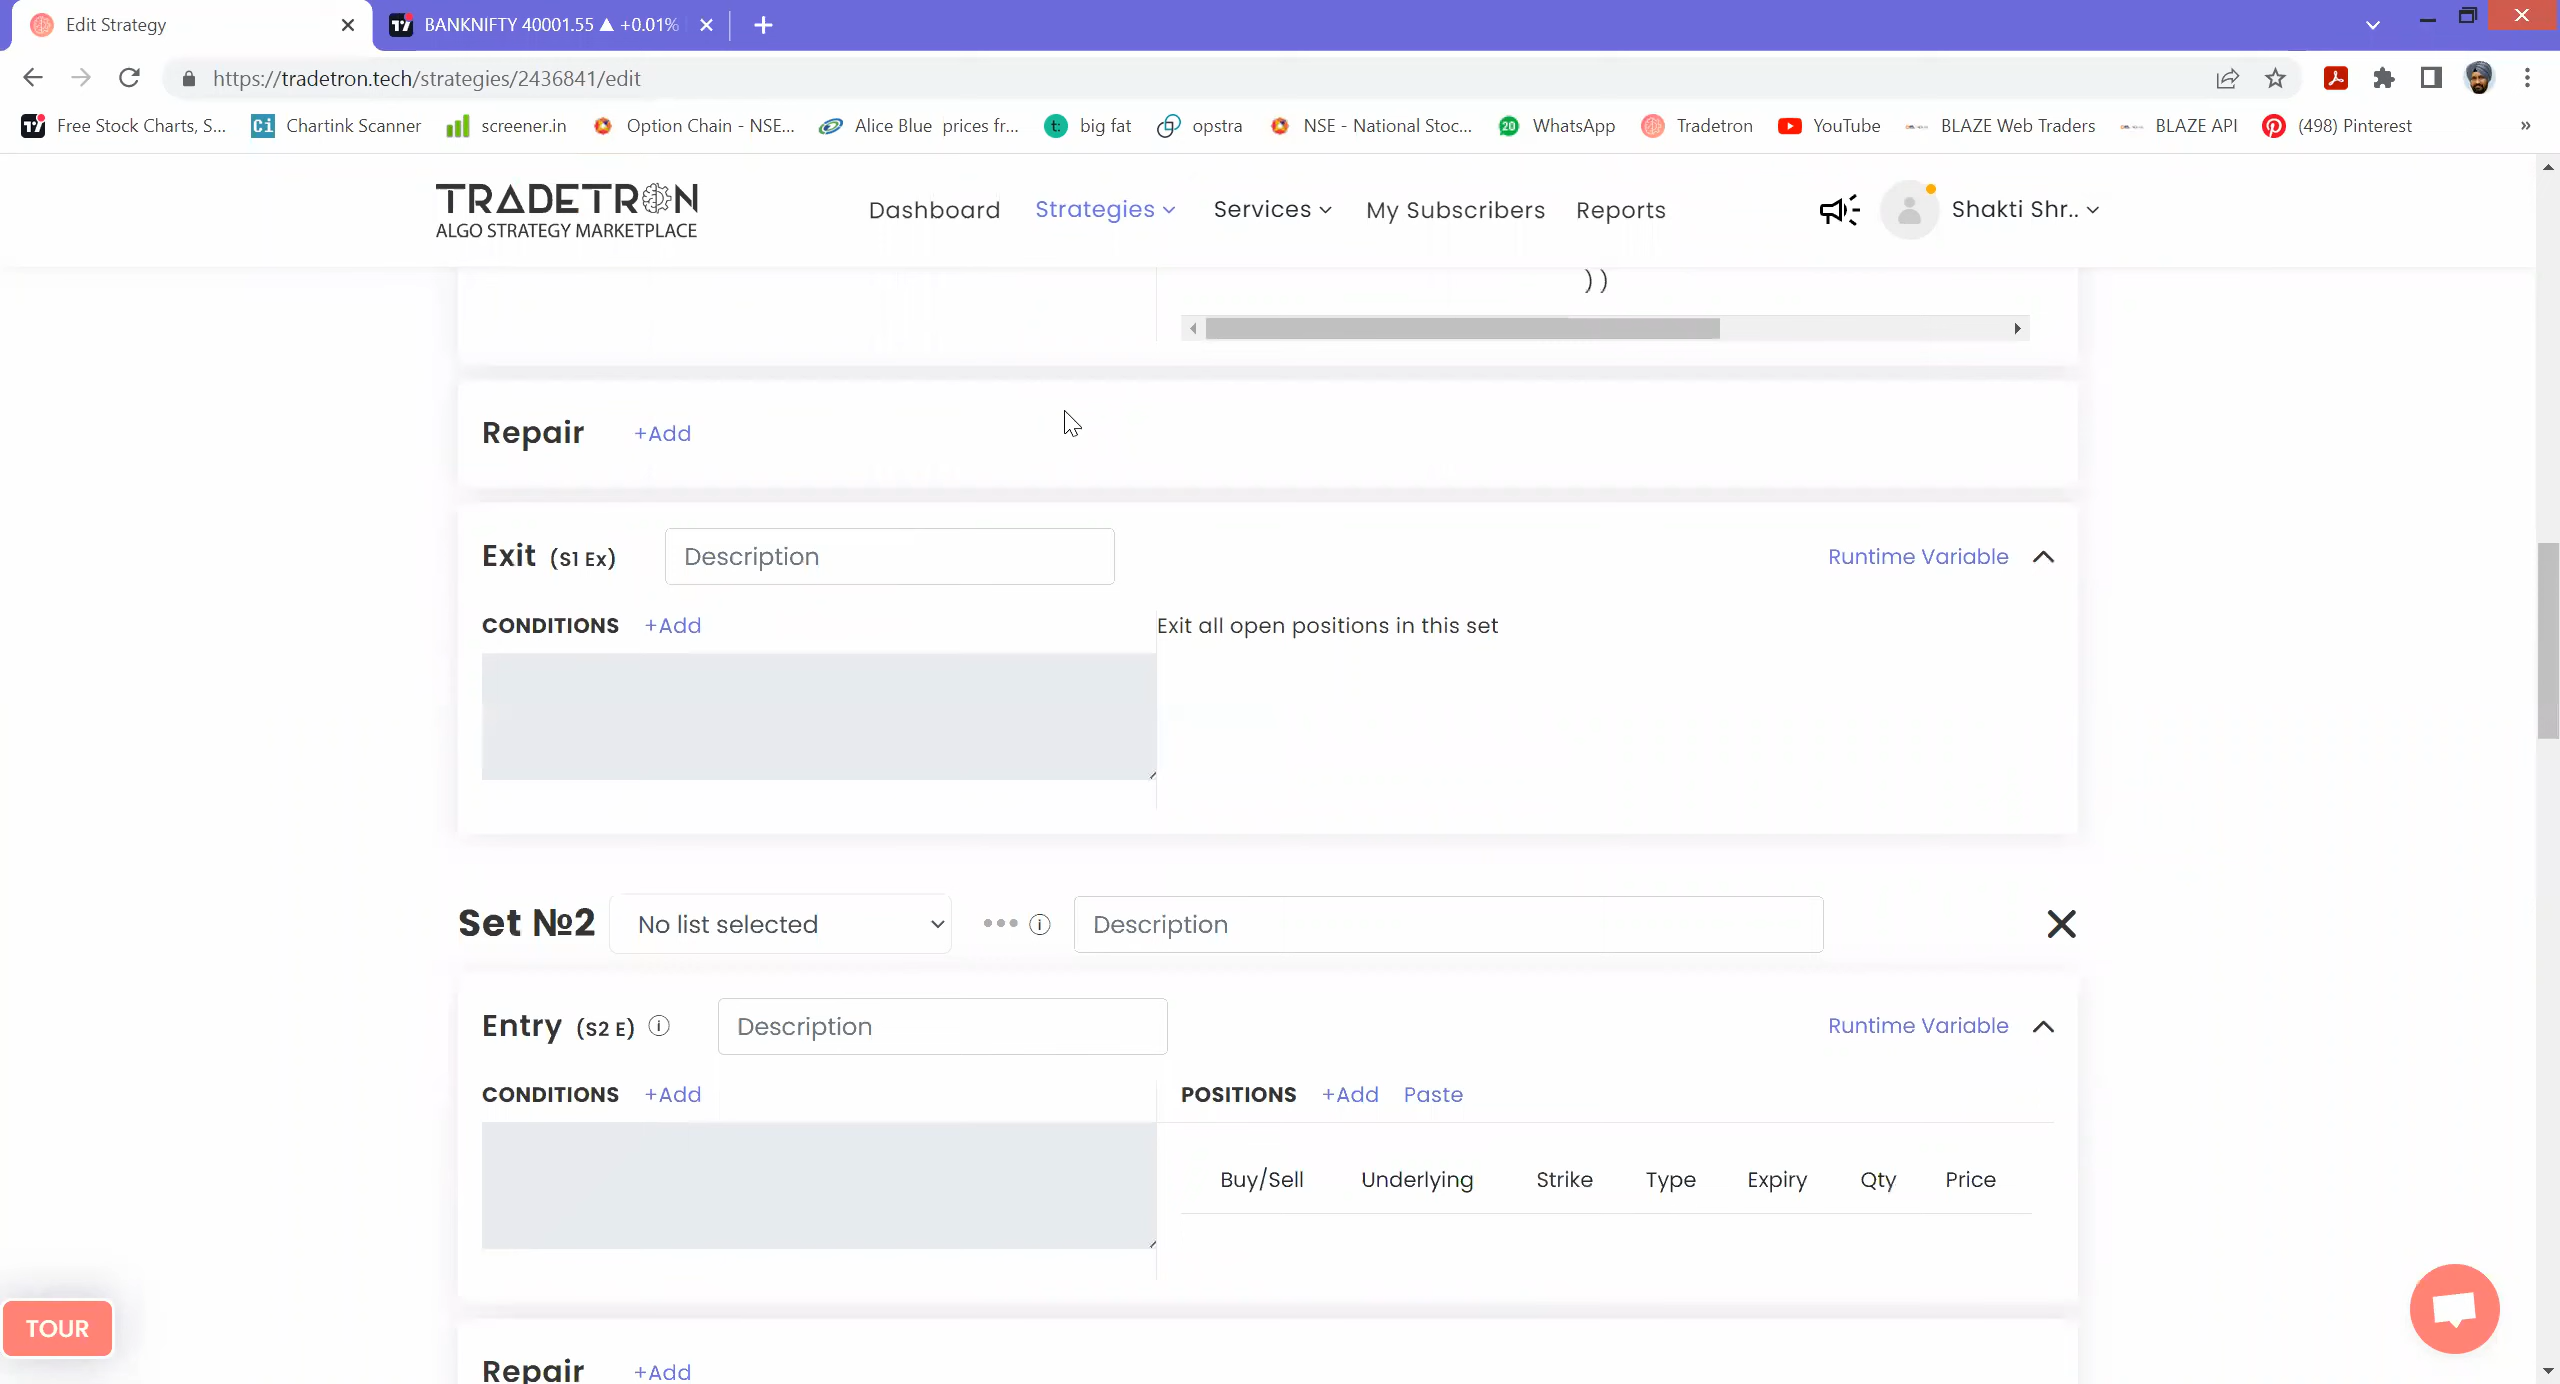 Edit Strategy
BANKNIFTY 40001.55 ▲ +0.01%
https://tradetron.tech/strategies/2436841/edit
Free Stock Charts, S...
Chartink Scanner
screener.in
Option Chain - NSE...
Alice Blue prices fr...
big fat
opstra
NSE - National Stoc...
20
WhatsApp
Tradetron
YouTube
BLAZE Web Traders
BLAZE API
(498) Pinterest
»
TRADETRON
ALGO STRATEGY MARKETPLACE
Dashboard
Strategies
Services
My Subscribers
Reports
Shakti Shr..
))
Repair +Add
Exit (S1 Ex) Description Runtime Variable
CONDITIONS +Add
Exit all open positions in this set
Set №2 No list selected Description
Entry (S2 E) Description Runtime Variable
CONDITIONS +Add
POSITIONS +Add Paste
Buy/Sell Underlying Strike Type Expiry Qty Price
TOUR
Repair +Add